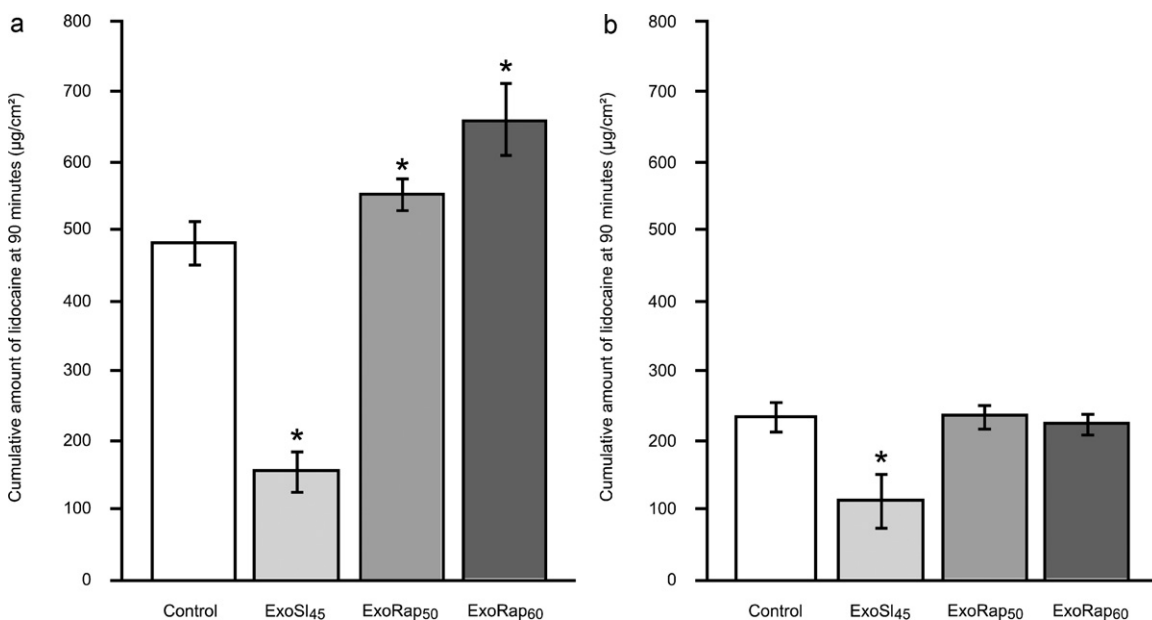 a
Cumulative amount of lidocaine at 90 minutes (µg/cm²)
800
700
600
500
400
300
200
100
0
*
*
*
Control
ExoSl45
ExoRap50
ExoRap60
b
Cumulative amount of lidocaine at 90 minutes (µg/cm²)
800
700
600
500
400
300
200
100
0
*
Control
ExoSl45
ExoRap50
ExoRap60